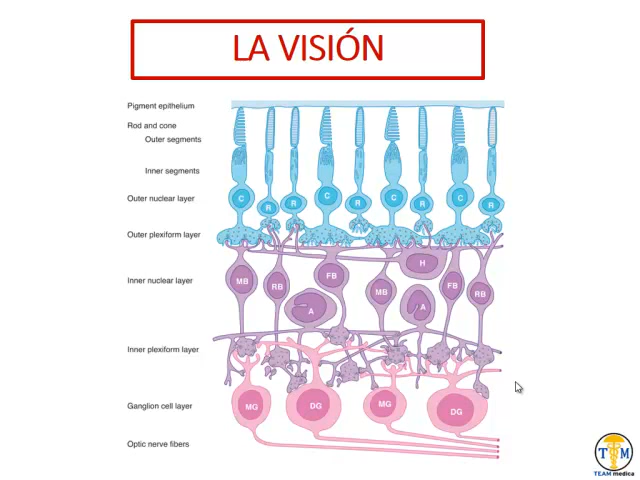 LA VISIÓN
Pigment epithelium
Rod and cone
Outer segments
Inner segments
Outer nuclear layer
C R R C R C R C R
Outer plexiform layer
H
Inner nuclear layer
MB RB FB MB FB RB
A A
Inner plexiform layer
Ganglion cell layer
MG DG MG DG
Optic nerve fibers
T M
TEAM medica